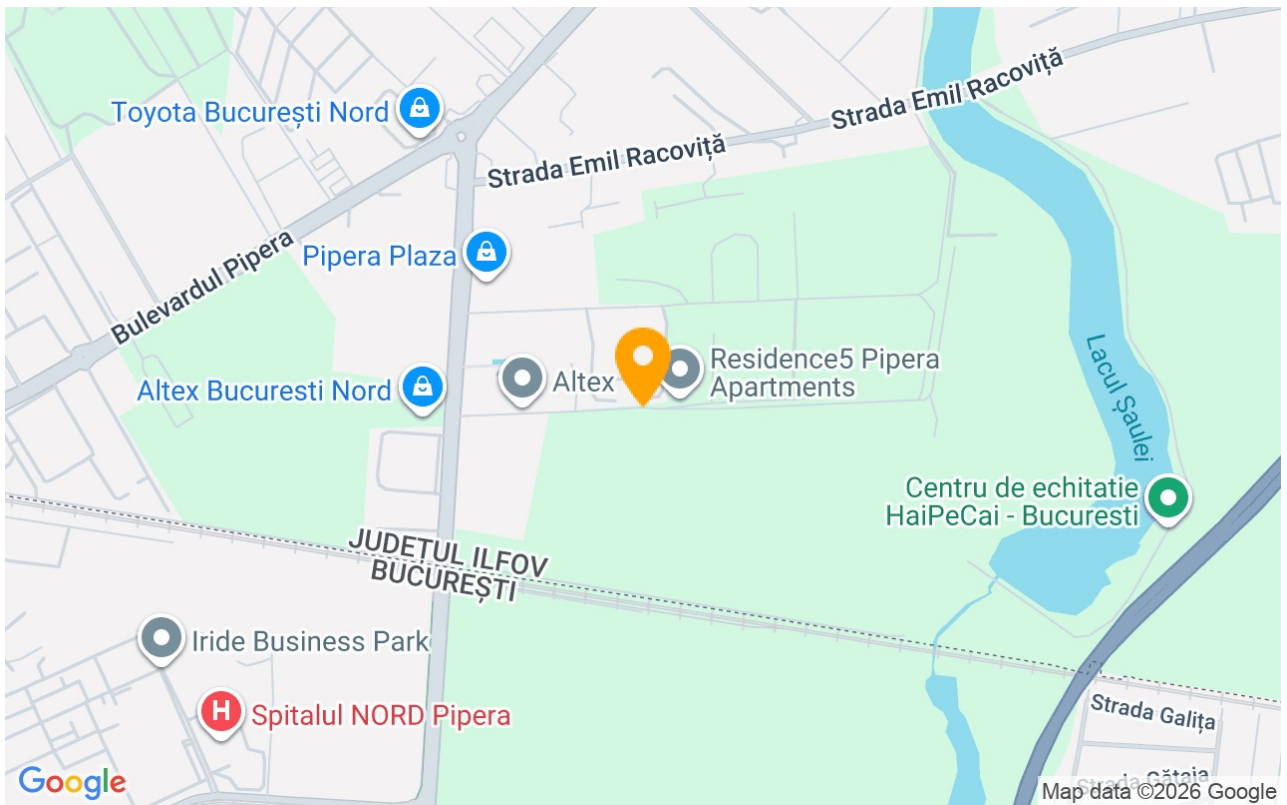 Toyota București Nord
Strada Emil Racoviță
Strada Emil Racoviță
Bulevardul Pipera
Pipera Plaza
Altex Bucuresti Nord
Altex
Residence5 Pipera
Apartments
Lacul Șaulei
Centru de echitatie
HaiPeCai - Bucuresti
JUDEȚUL ILFOV
BUCUREȘTI
Iride Business Park
H
Spitalul NORD Pipera
Strada Galița
Strada Gătaia
Google
Map data ©2026 Google